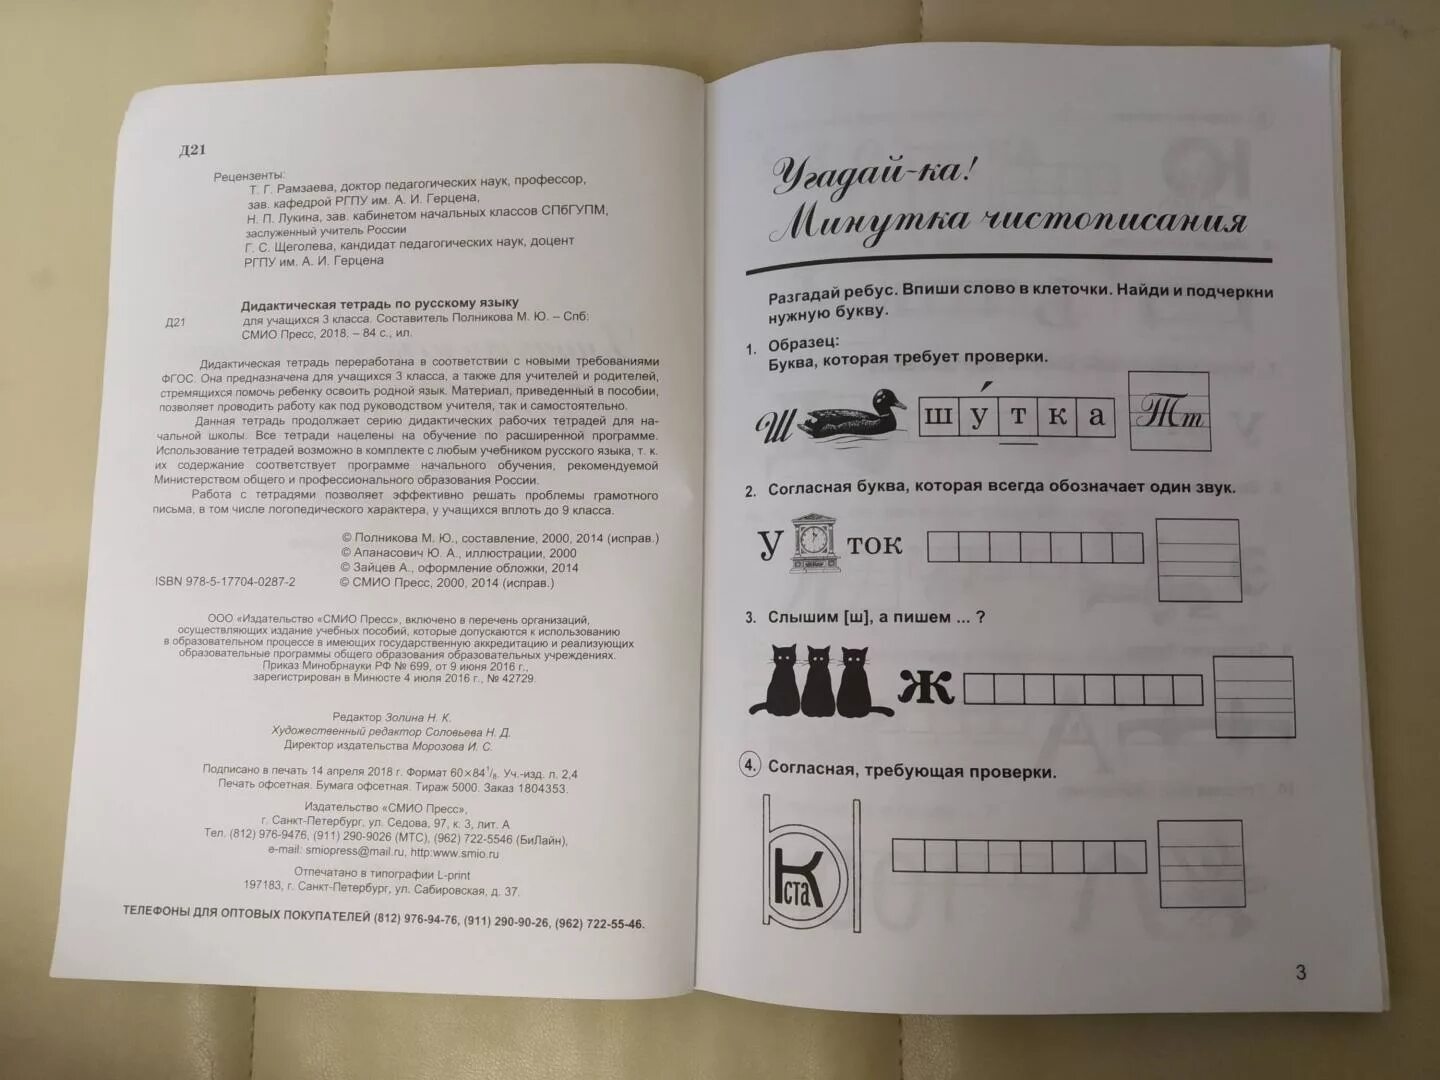 Д21
Рецензенты:
Т. Г. Рамзаева, доктор педагогических наук, профессор,
зав. кафедрой РГПУ им. А. И. Герцена,
Н. П. Лукина, зав. кабинетом начальных классов СПбГУПМ,
заслуженный учитель России
Г. С. Щеголева, кандидат педагогических наук, доцент
РГПУ им. А. И. Герцена
Дидактическая тетрадь по русскому языку
Д21 для учащихся 3 класса. Составитель Полникова М. Ю. – Спб:
СМИО Пресс, 2018. – 84 с., ил.
Дидактическая тетрадь переработана в соответствии с новыми требованиями
ФГОС. Она предназначена для учащихся 3 класса, а также для учителей и родителей,
стремящихся помочь ребенку освоить родной язык. Материал, приведенный в пособии,
позволяет проводить работу как под руководством учителя, так и самостоятельно.
Данная тетрадь продолжает серию дидактических рабочих тетрадей для на-
чальной школы. Все тетради нацелены на обучение по расширенной программе.
Использование тетрадей возможно в комплекте с любым учебником русского языка, т. к.
их содержание соответствует программе начального обучения, рекомендуемой
Министерством общего и профессионального образования России.
Работа с тетрадями позволяет эффективно решать проблемы грамотного
письма, в том числе логопедического характера, у учащихся вплоть до 9 класса.
© Полникова М. Ю., составление, 2000, 2014 (исправ.)
© Апанасович Ю. А., иллюстрации, 2000
© Зайцев А., оформление обложки, 2014
ISBN 978-5-17704-0287-2 © СМИО Пресс, 2000, 2014 (исправ.)
ООО «Издательство «СМИО Пресс», включено в перечень организаций,
осуществляющих издание учебных пособий, которые допускаются к использованию
в образовательном процессе в имеющих государственную аккредитацию и реализующих
образовательные программы общего образования образовательных учреждениях.
Приказ Минобрнауки РФ № 699, от 9 июня 2016 г.,
зарегистрирован в Минюсте 4 июля 2016 г., № 42729.
Редактор Золина Н. К.
Художественный редактор Соловьева Н. Д.
Директор издательства Морозова И. С.
Подписано в печать 14 апреля 2018 г. Формат 60×84¹/₈. Уч.-изд. л. 2,4
Печать офсетная. Бумага офсетная. Тираж 5000. Заказ 1804353.
Издательство «СМИО Пресс»,
г. Санкт-Петербург, ул. Седова, 97, к. 3, лит. А
Тел. (812) 976-9476, (911) 290-9026 (МТС), (962) 722-5546 (БиЛайн),
e-mail: smiopress@mail.ru, http:www.smio.ru
Отпечатано в типографии L-print
197183, г. Санкт-Петербург, ул. Сабировская, д. 37.
ТЕЛЕФОНЫ ДЛЯ ОПТОВЫХ ПОКУПАТЕЛЕЙ (812) 976-94-76, (911) 290-90-26, (962) 722-55-46.
Угадай-ка!
Минутка чистописания
Разгадай ребус. Впиши слово в клеточки. Найди и подчеркни
нужную букву.
1. Образец:
Буква, которая требует проверки.
Ш ш у́ т к а Тт
2. Согласная буква, которая всегда обозначает один звук.
У ток
3. Слышим [ш], а пишем ... ?
Ж
4. Согласная, требующая проверки.
К
ста
3